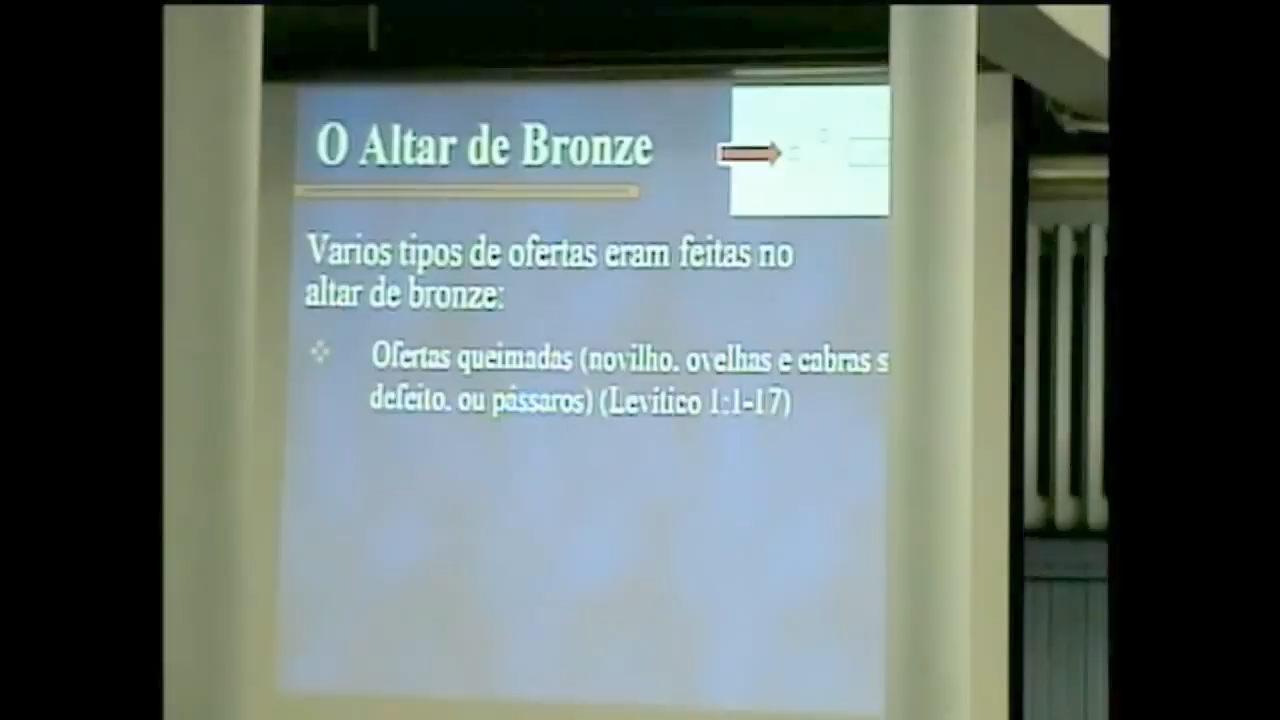 O Altar de Bronze
Varios tipos de ofertas eram feitas no
altar de bronze:
Ofertas queimadas (novilho, ovelhas e cabras s
defeito, ou pássaros) (Levítico 1:1-17)